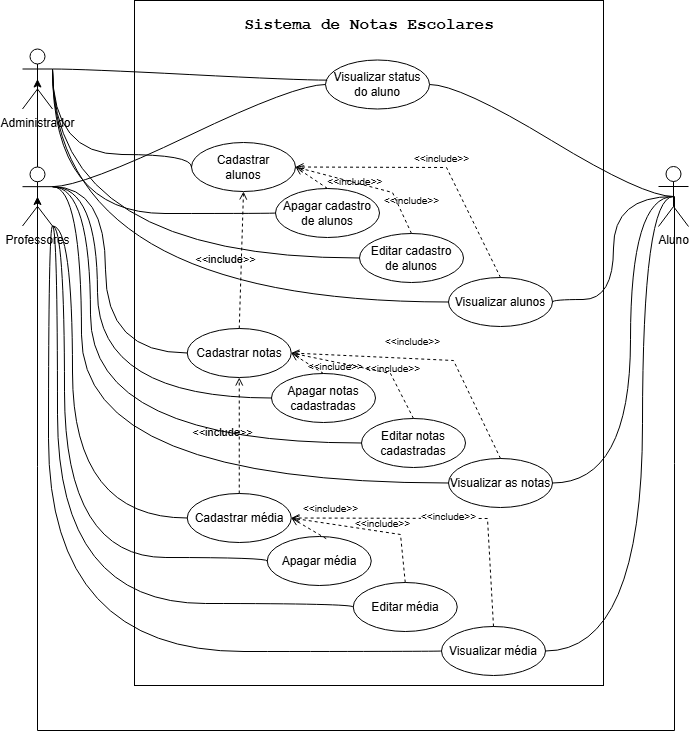 Sistema de Notas Escolares
Visualizar status
do aluno
Administrador
Cadastrar
alunos
<<include>>
<<include>>
<<include>>
Apagar cadastro
de alunos
Professores
Aluno
Editar cadastro
de alunos
<<include>>
Visualizar alunos
<<include>>
Cadastrar notas
<<include>>
<<include>>
Apagar notas
cadastradas
<<include>>
Editar notas
cadastradas
Visualizar as notas
<<include>>
<<include>>
<<include>>
Cadastrar média
Apagar média
Editar média
Visualizar média